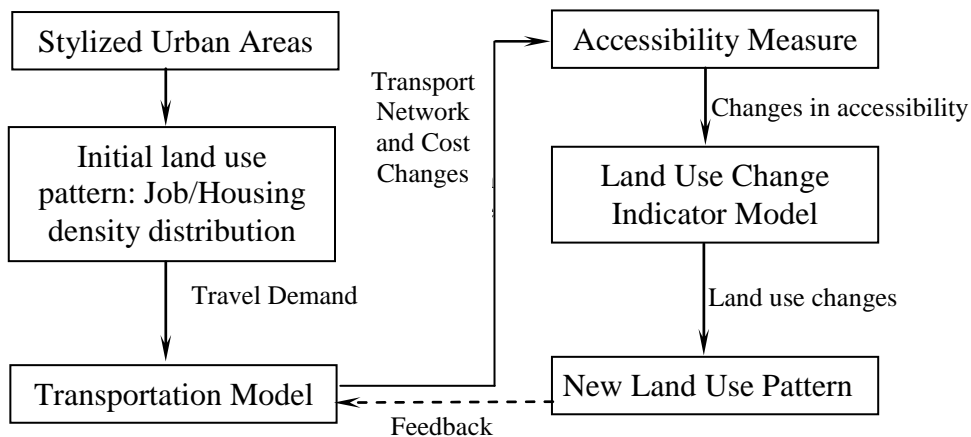 Stylized Urban Areas
Initial land use
pattern: Job/Housing
density distribution
Travel Demand
Transportation Model
Transport
Network
and Cost
Changes
Accessibility Measure
Changes in accessibility
Land Use Change
Indicator Model
Land use changes
New Land Use Pattern
Feedback